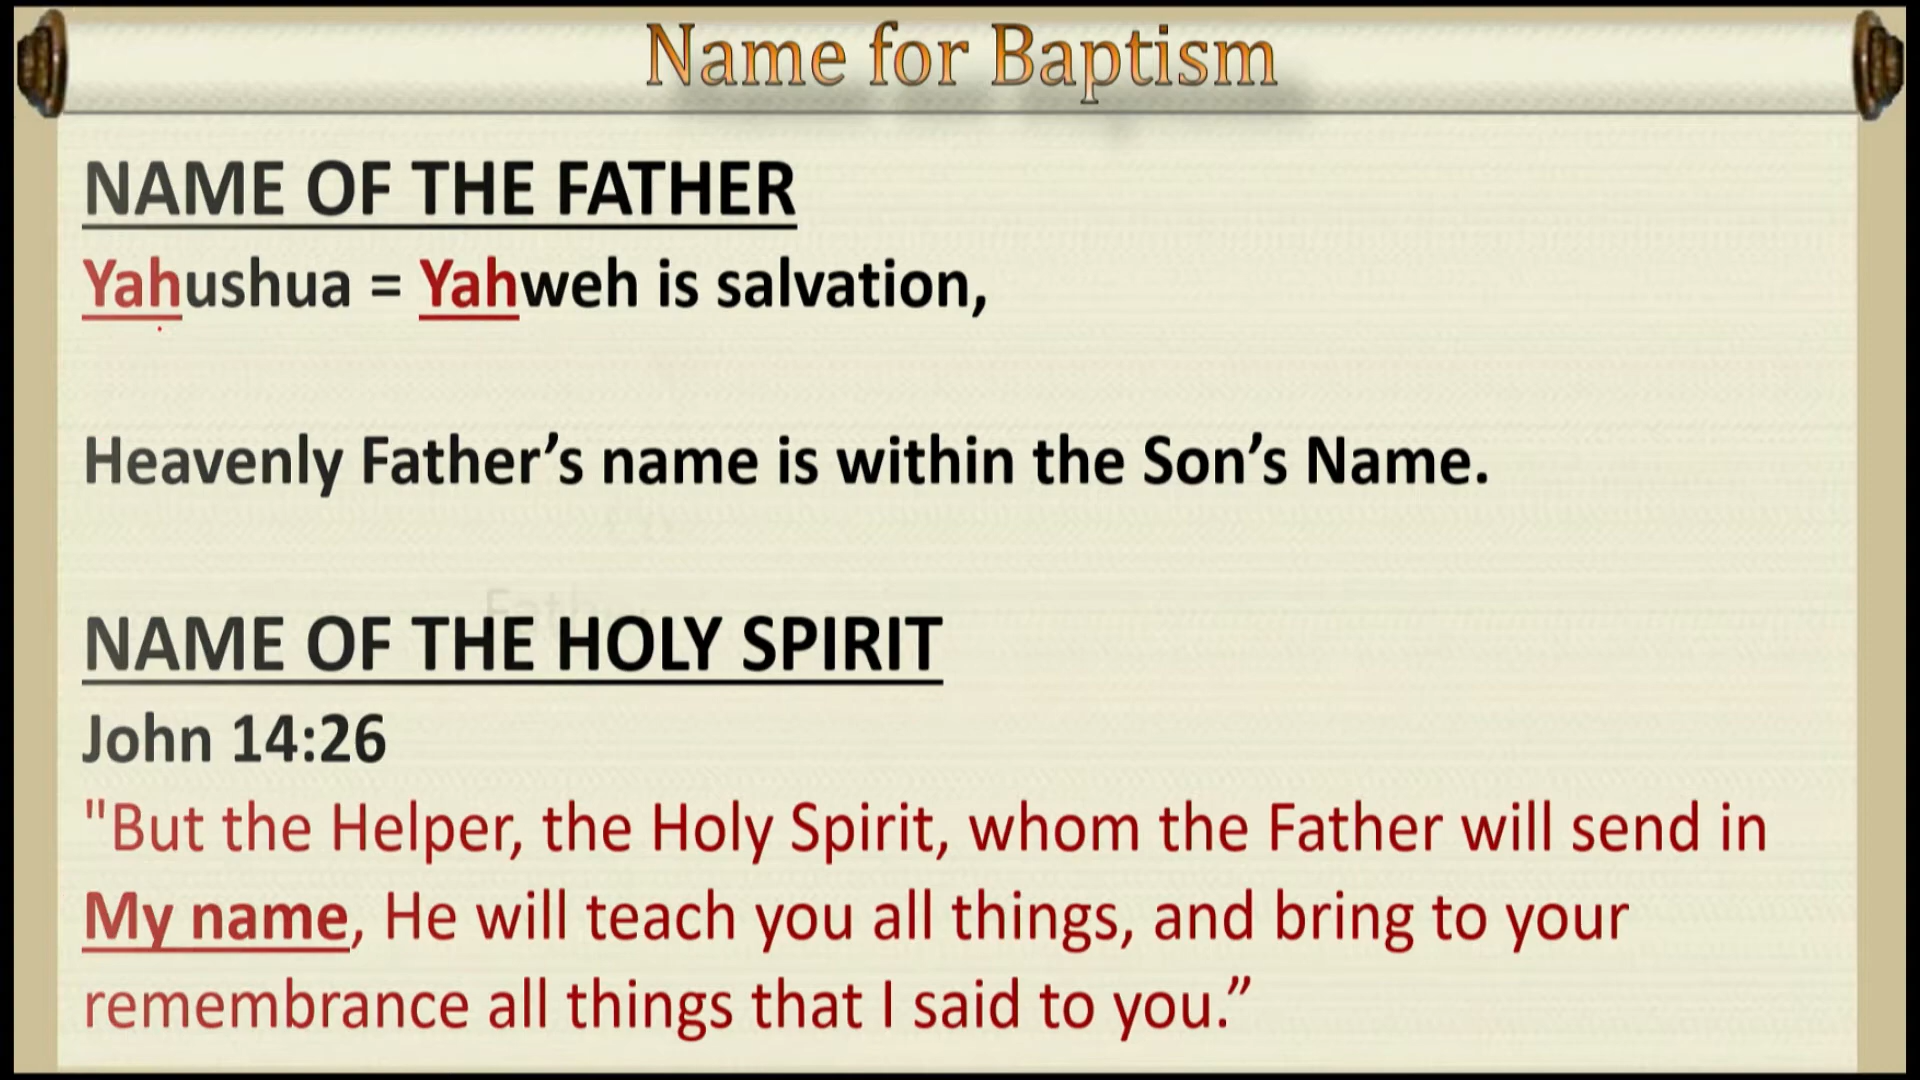 Name for Baptism
NAME OF THE FATHER
Yahushua = Yahweh is salvation,
Heavenly Father’s name is within the Son’s Name.
NAME OF THE HOLY SPIRIT
John 14:26
"But the Helper, the Holy Spirit, whom the Father will send in
My name, He will teach you all things, and bring to your
remembrance all things that I said to you.”